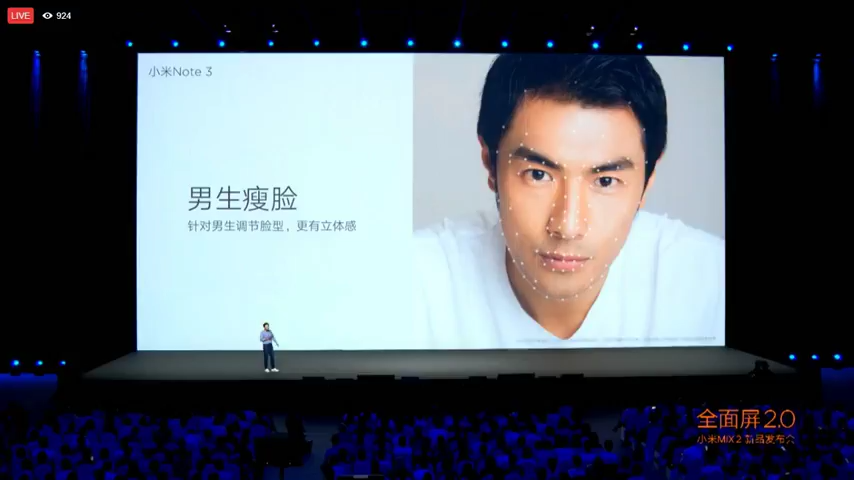 LIVE 924
小米Note 3
男生瘦脸
针对男生调节脸型，更有立体感
全面屏2.0
小米MIX 2 新品发布会